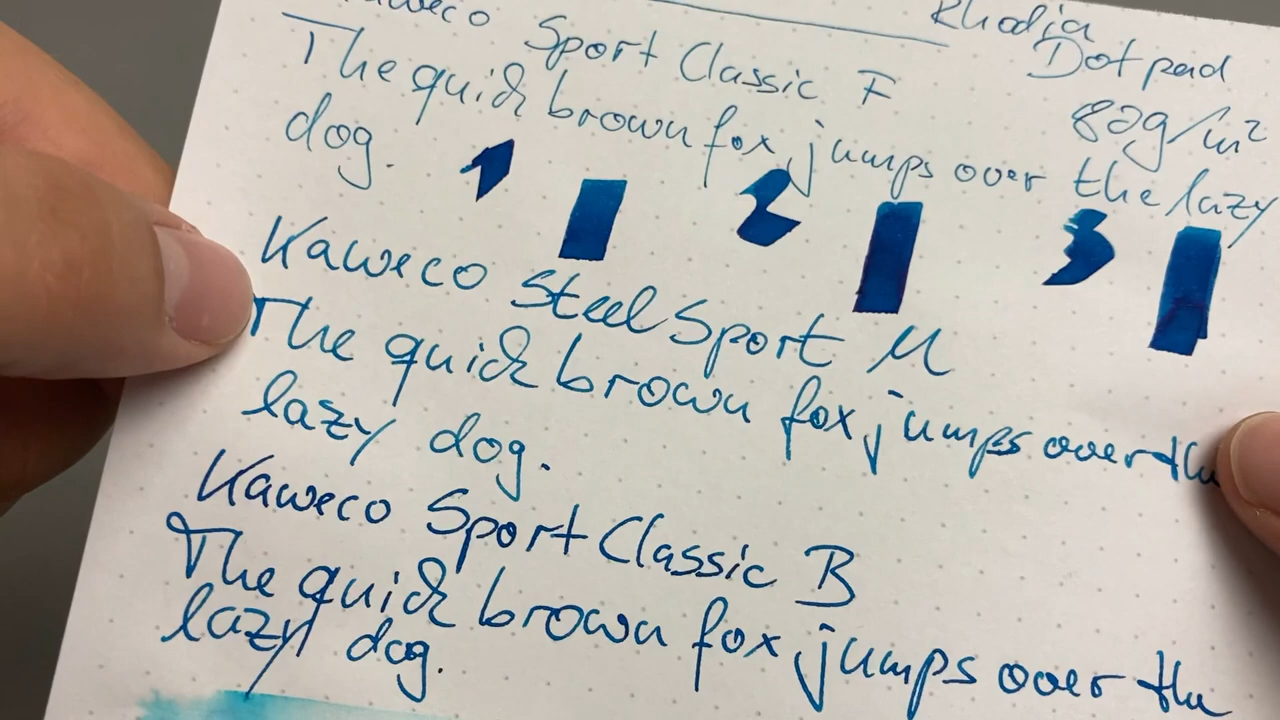 Kaweco Sport Classic F
Rhodia
Dotpad
80g/m²
The quick brown fox jumps over the lazy
dog.
1 2 3
Kaweco Steel Sport M
The quick brown fox jumps over the
lazy dog.
Kaweco Sport Classic B
The quick brown fox jumps over the
lazy dog.